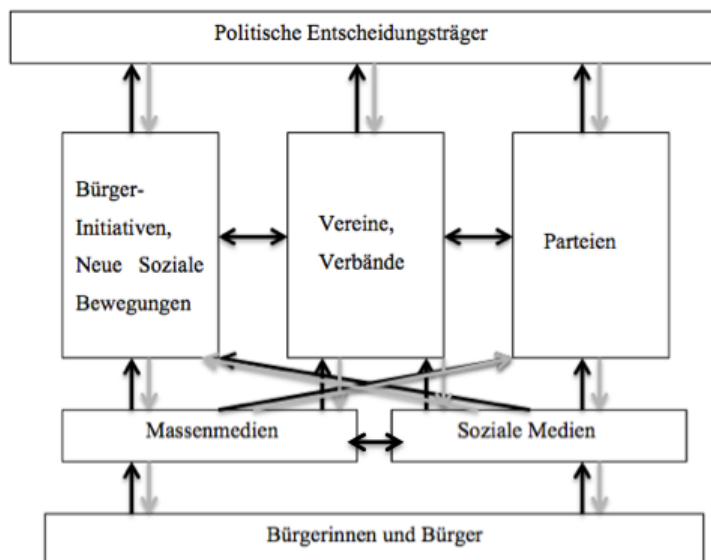 Politische Entscheidungsträger
Bürger-
Initiativen,
Neue Soziale
Bewegungen
Vereine,
Verbände
Parteien
Massenmedien
Soziale Medien
Bürgerinnen und Bürger